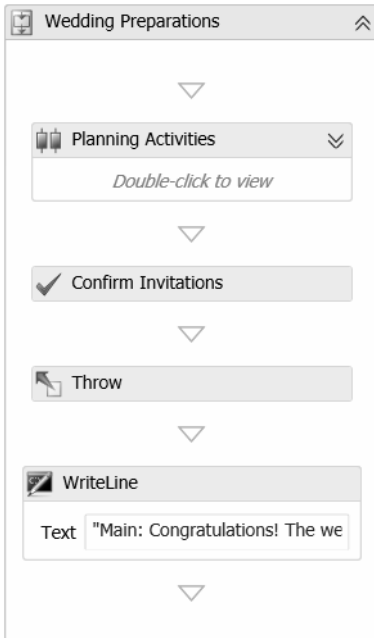 Wedding Preparations
Planning Activities
Double-click to view
Confirm Invitations
Throw
WriteLine
Text "Main: Congratulations! The we